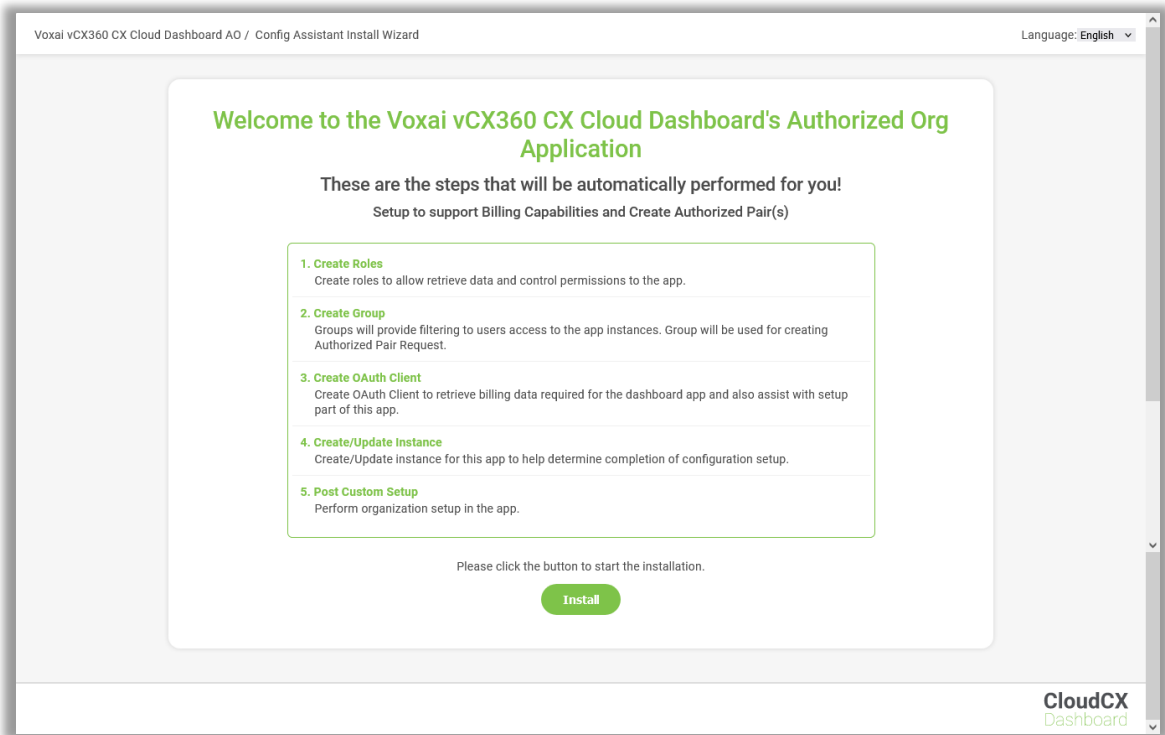 Voxai vCX360 CX Cloud Dashboard AO / Config Assistant Install Wizard
Language: English
Welcome to the Voxai vCX360 CX Cloud Dashboard's Authorized Org
Application
These are the steps that will be automatically performed for you!
Setup to support Billing Capabilities and Create Authorized Pair(s)
1. Create Roles
Create roles to allow retrieve data and control permissions to the app.
2. Create Group
Groups will provide filtering to users access to the app instances. Group will be used for creating
Authorized Pair Request.
3. Create OAuth Client
Create OAuth Client to retrieve billing data required for the dashboard app and also assist with setup
part of this app.
4. Create/Update Instance
Create/Update instance for this app to help determine completion of configuration setup.
5. Post Custom Setup
Perform organization setup in the app.
Please click the button to start the installation.
Install
CloudCX
Dashboard